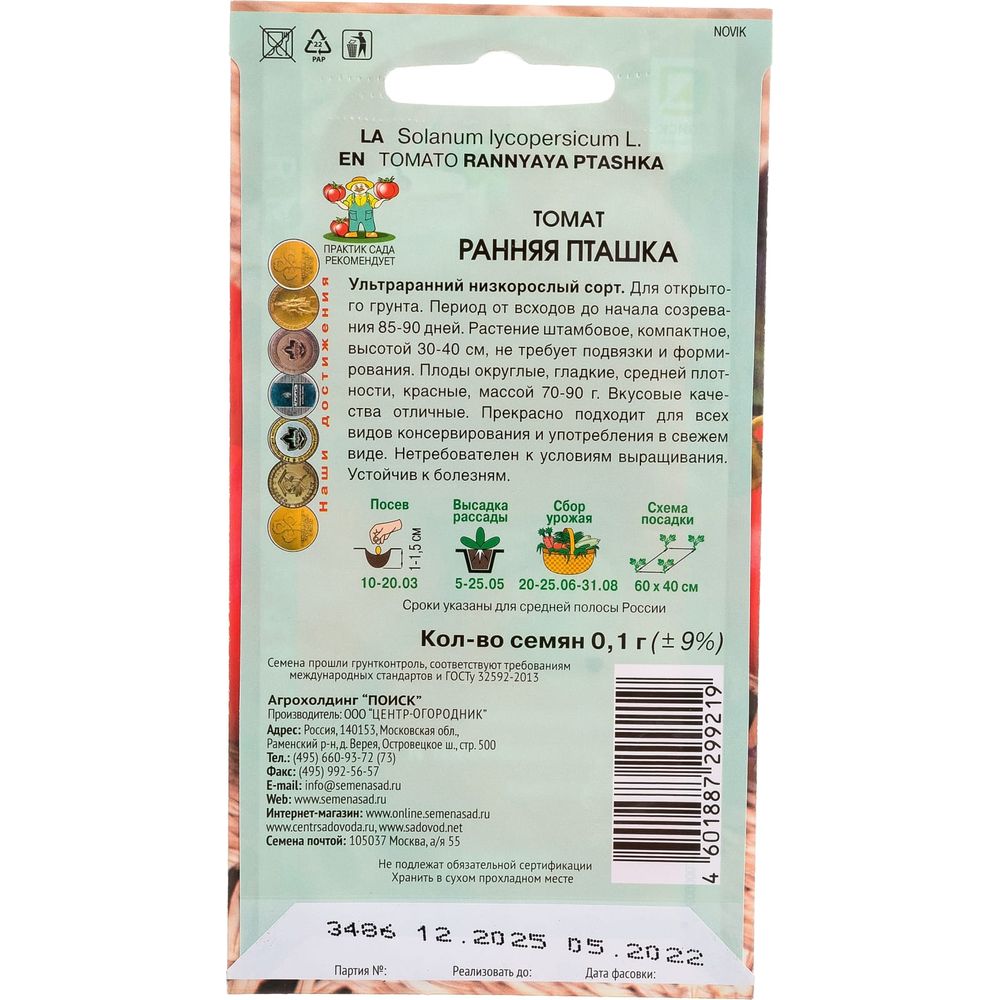 NOVIK
22
PAP
LA Solanum lycopersicum L.
EN TOMATO RANNYAYA PTASHKA
ПРАКТИК САДА
РЕКОМЕНДУЕТ
ТОМАТ
РАННЯЯ ПТАШКА
Наши достижения
Ультраранний низкорослый сорт. Для открыто-
го грунта. Период от всходов до начала созрева-
ния 85-90 дней. Растение штамбовое, компактное,
высотой 30-40 см, не требует подвязки и форми-
рования. Плоды округлые, гладкие, средней плот-
ности, красные, массой 70-90 г. Вкусовые каче-
ства отличные. Прекрасно подходит для всех
видов консервирования и употребления в свежем
виде. Нетребователен к условиям выращивания.
Устойчив к болезням.
Посев
1-1,5 см
10-20.03
Высадка
рассады
5-25.05
Сбор
урожая
20-25.06-31.08
Схема
посадки
60 х 40 см
Сроки указаны для средней полосы России
Кол-во семян 0,1 г (± 9%)
Семена прошли грунтконтроль, соответствуют требованиям
международных стандартов и ГОСТу 32592-2013
Агрохолдинг “ПОИСК”
Производитель: ООО “ЦЕНТР-ОГОРОДНИК”
Адрес: Россия, 140153, Московская обл.,
Раменский р-н, д. Верея, Островецкое ш., стр. 500
Тел.: (495) 660-93-72 (73)
Факс: (495) 992-56-57
E-mail: info@semenasad.ru
Web: www.semenasad.ru
Интернет-магазин: www.online.semenasad.ru
www.centrsadovoda.ru, www.sadovod.net
Семена почтой: 105037 Москва, а/я 55
4 601887 299219
Не подлежат обязательной сертификации
Хранить в сухом прохладном месте
3486 12.2025 05.2022
Партия №: Реализовать до: Дата фасовки: